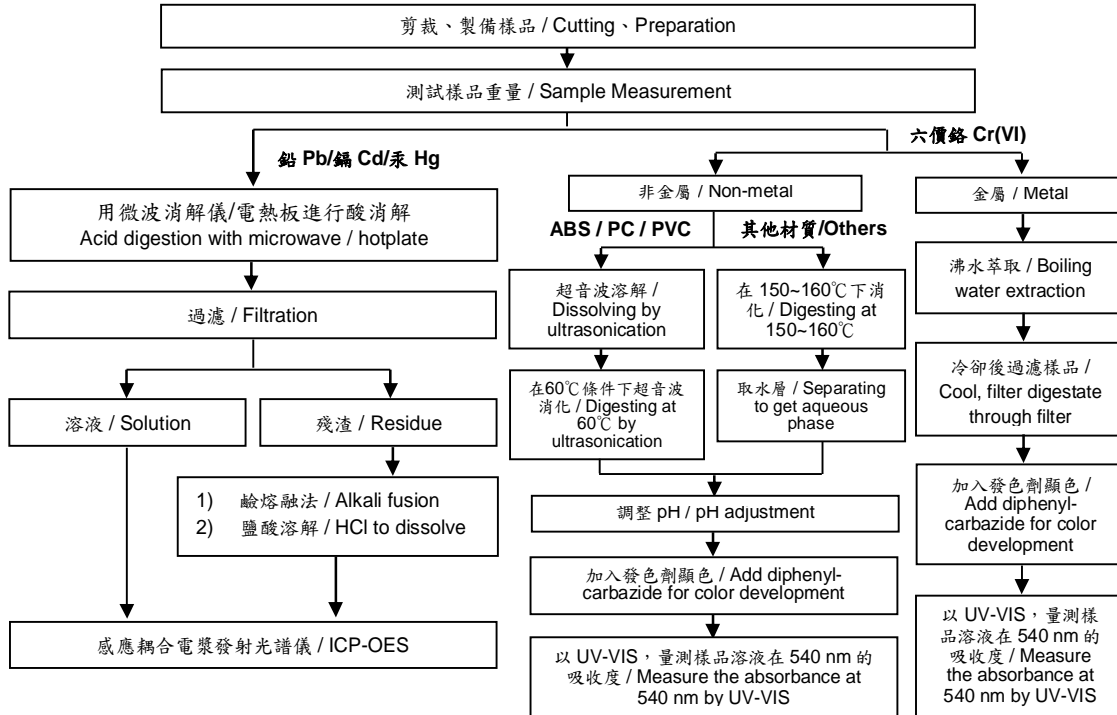 剪裁、製備樣品 / Cutting、Preparation
測試樣品重量 / Sample Measurement
鉛 Pb/鎘 Cd/汞 Hg
六價鉻 Cr(VI)
用微波消解儀/電熱板進行酸消解
Acid digestion with microwave / hotplate
過濾 / Filtration
溶液 / Solution
殘渣 / Residue
1) 鹼熔融法 / Alkali fusion
2) 鹽酸溶解 / HCl to dissolve
感應耦合電漿發射光譜儀 / ICP-OES
非金屬 / Non-metal
ABS / PC / PVC
其他材質/Others
超音波溶解 /
Dissolving by
ultrasonication
在60℃條件下超音波
消化 / Digesting at
60℃ by
ultrasonication
在 150~160℃下消
化 / Digesting at
150~160℃
取水層 / Separating
to get aqueous
phase
調整 pH / pH adjustment
加入發色劑顯色 / Add diphenyl-
carbazide for color development
以 UV-VIS，量測樣品溶液在 540 nm 的
吸收度 / Measure the absorbance at
540 nm by UV-VIS
金屬 / Metal
沸水萃取 / Boiling
water extraction
冷卻後過濾樣品 /
Cool, filter digestate
through filter
加入發色劑顯色 /
Add diphenyl-
carbazide for color
development
以 UV-VIS，量測樣
品溶液在 540 nm 的
吸收度 / Measure
the absorbance at
540 nm by UV-VIS